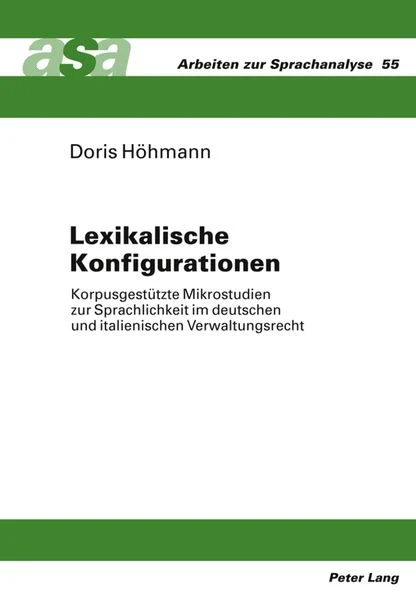 asa
Arbeiten zur Sprachanalyse 55
Doris Höhmann
Lexikalische
Konfigurationen
Korpusgestützte Mikrostudien
zur Sprachlichkeit im deutschen
und italienischen Verwaltungsrecht
Peter Lang